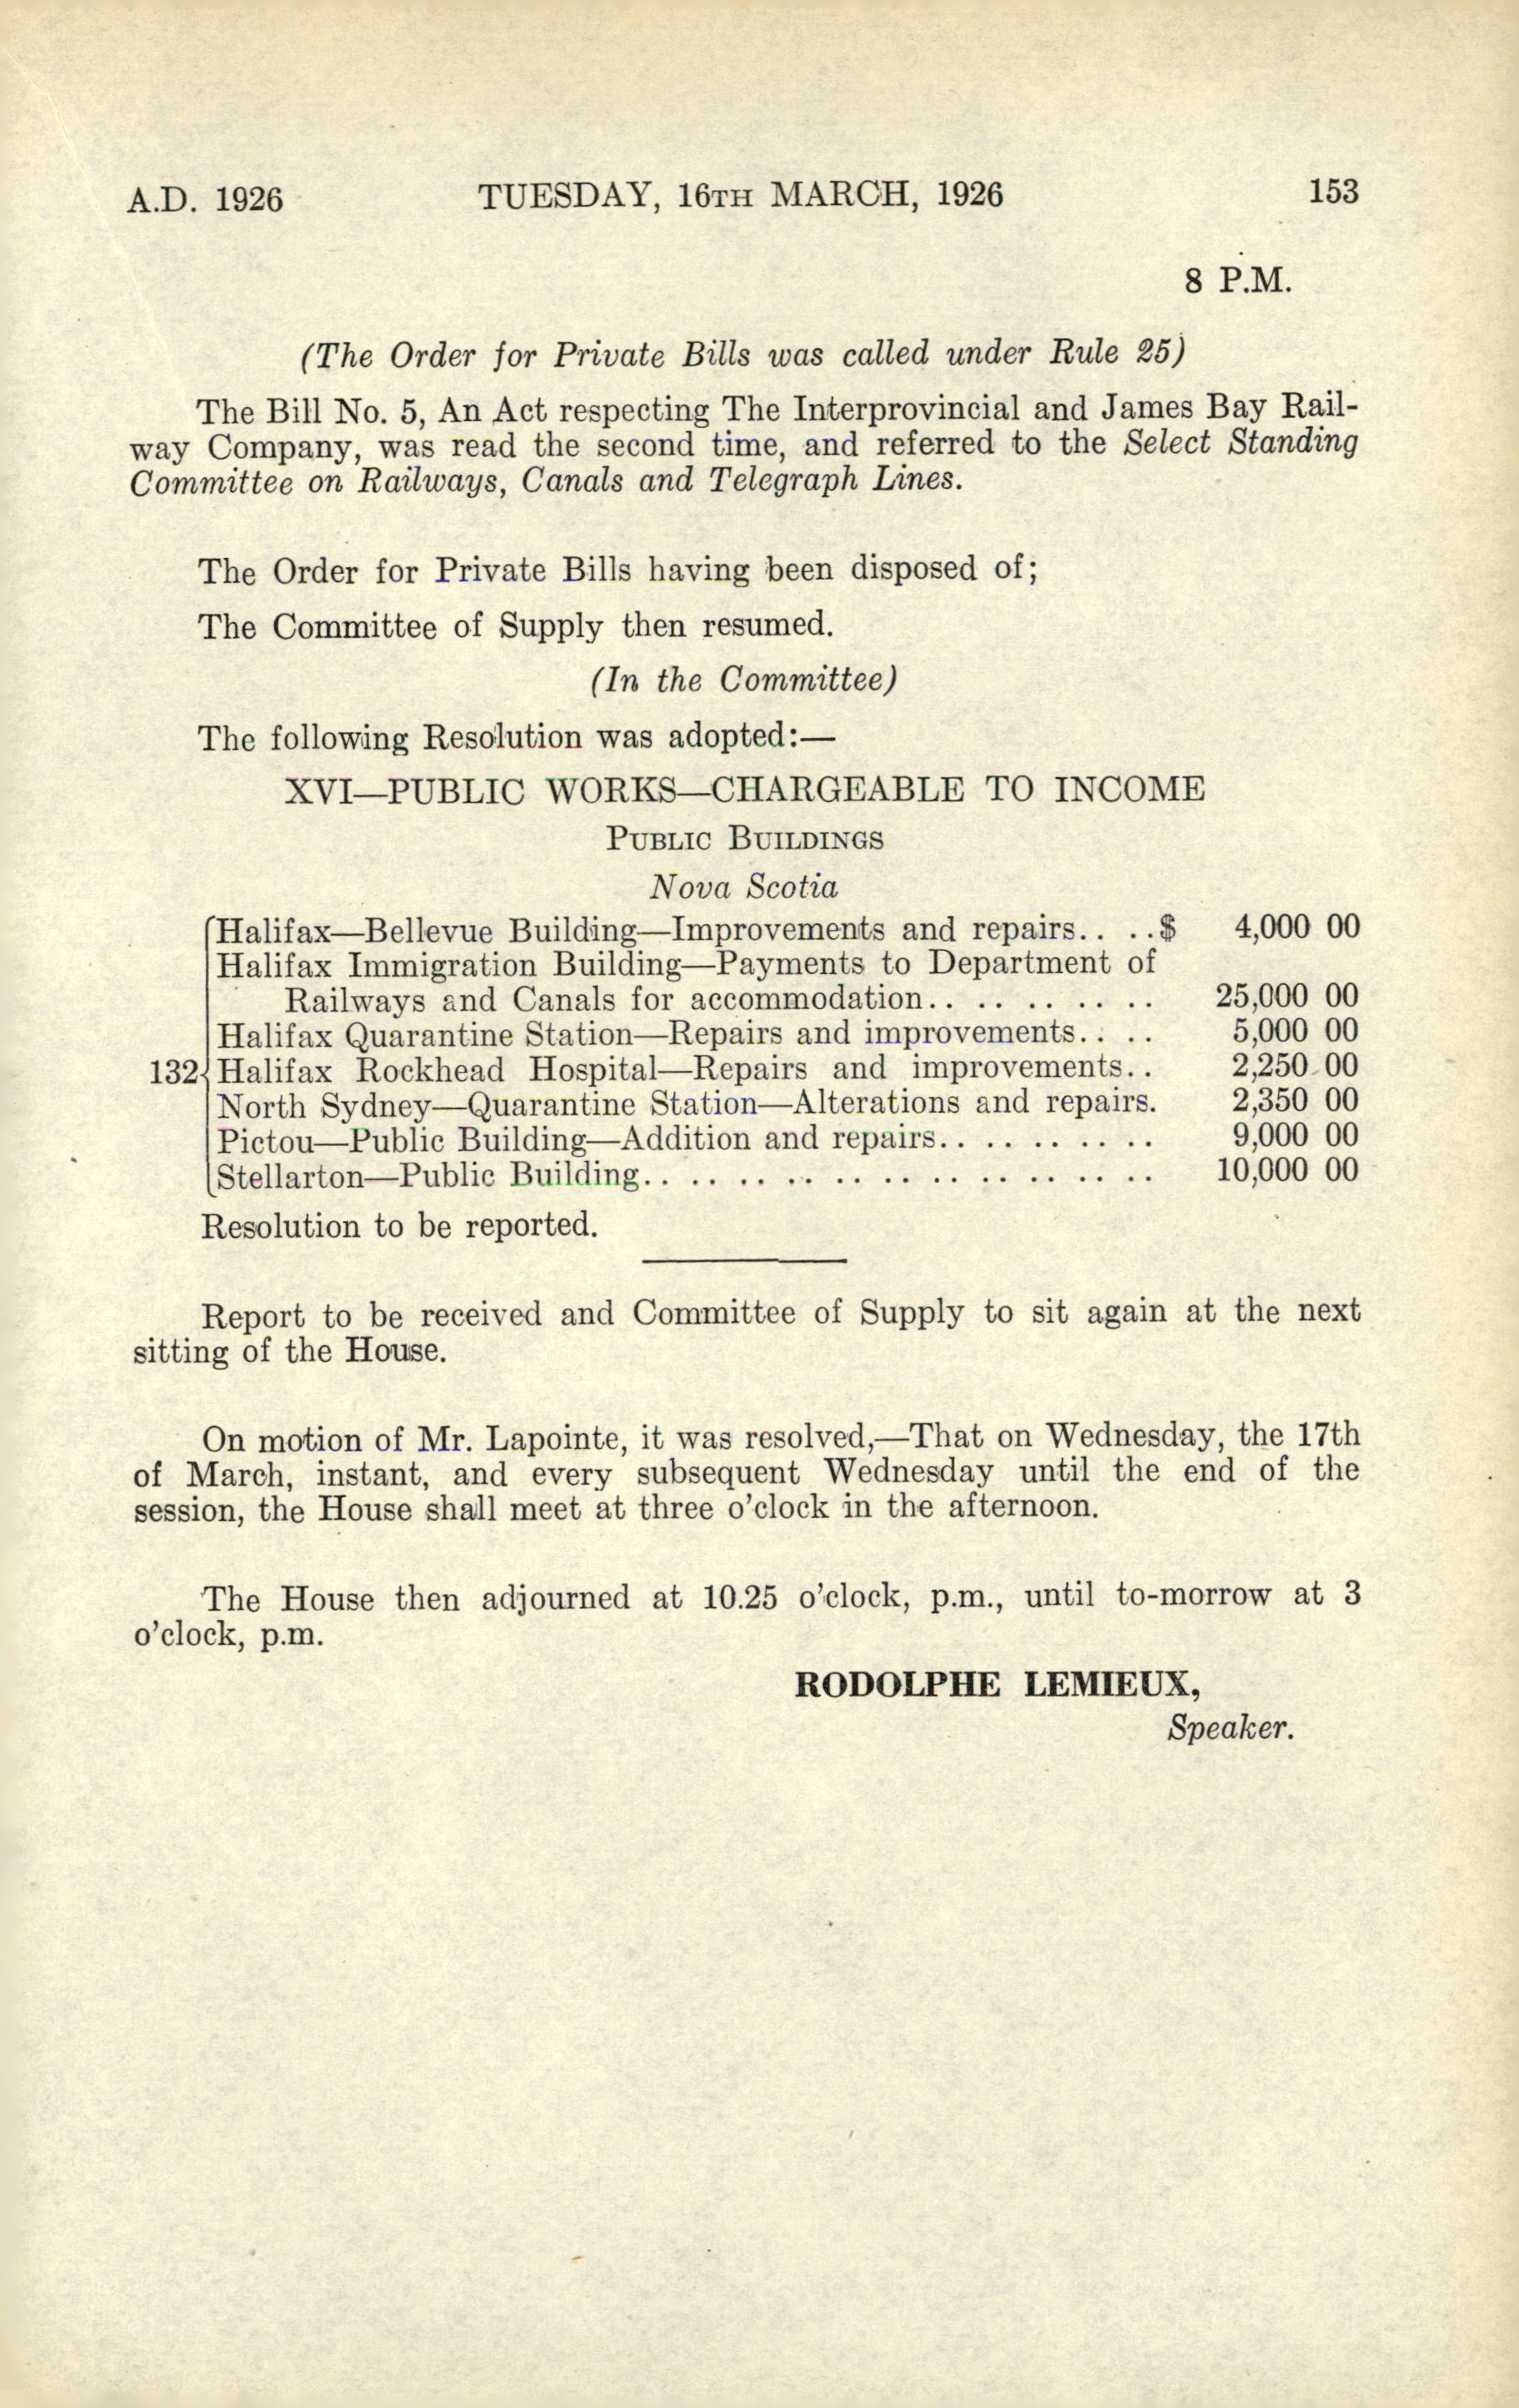 A.D. 1926 TUESDAY, 16TH MARCH, 1926 153
8 P.M.
(The Order for Private Bills was called under Rule 25)
The Bill No. 5, An Act respecting The Interprovincial and James Bay Rail-
way Company, was read the second time, and referred to the Select Standing
Committee on Railways, Canals and Telegraph Lines.
The Order for Private Bills having been disposed of;
The Committee of Supply then resumed.
(In the Committee)
The following Resolution was adopted:—
XVI—PUBLIC WORKS—CHARGEABLE TO INCOME
PUBLIC BUILDINGS
Nova Scotia
Halifax—Bellevue Building—Improvements and repairs.. ..$ 4,000 00
Halifax Immigration Building—Payments to Department of
Railways and Canals for accommodation.. .. .. .. .. .. 25,000 00
Halifax Quarantine Station—Repairs and improvements.. .. 5,000 00
132 Halifax Rockhead Hospital—Repairs and improvements.. 2,250 00
North Sydney—Quarantine Station—Alterations and repairs. 2,350 00
Pictou—Public Building—Addition and repairs.. .. .. .. .. 9,000 00
Stellarton—Public Building.. .. .. .. .. .. .. .. .. .. .. .. 10,000 00
Resolution to be reported.
Report to be received and Committee of Supply to sit again at the next
sitting of the House.
On motion of Mr. Lapointe, it was resolved,—That on Wednesday, the 17th
of March, instant, and every subsequent Wednesday until the end of the
session, the House shall meet at three o'clock in the afternoon.
The House then adjourned at 10.25 o'clock, p.m., until to-morrow at 3
o'clock, p.m.
RODOLPHE LEMIEUX,
Speaker.